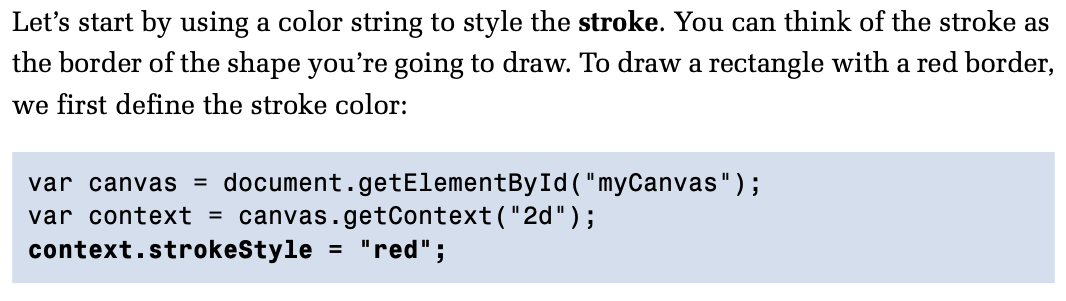 Let’s start by using a color string to style the stroke. You can think of the stroke as
the border of the shape you’re going to draw. To draw a rectangle with a red border,
we first define the stroke color:
var canvas = document.getElementById("myCanvas");
var context = canvas.getContext("2d");
context.strokeStyle = "red";